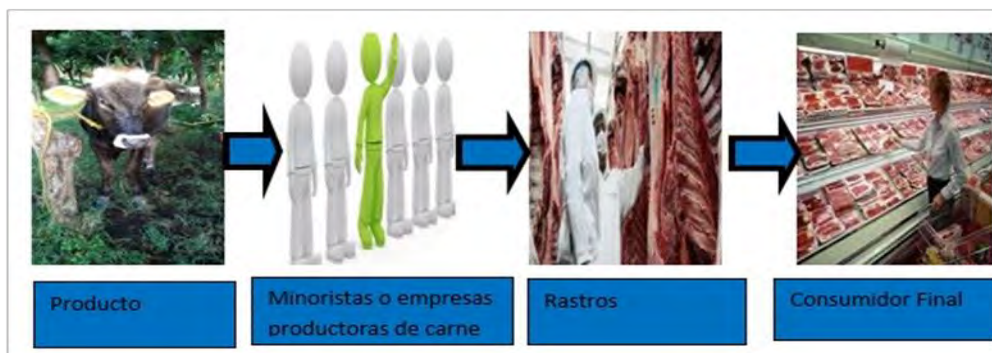 Producto
Minoristas o empresas
productoras de carne
Rastros
Consumidor Final